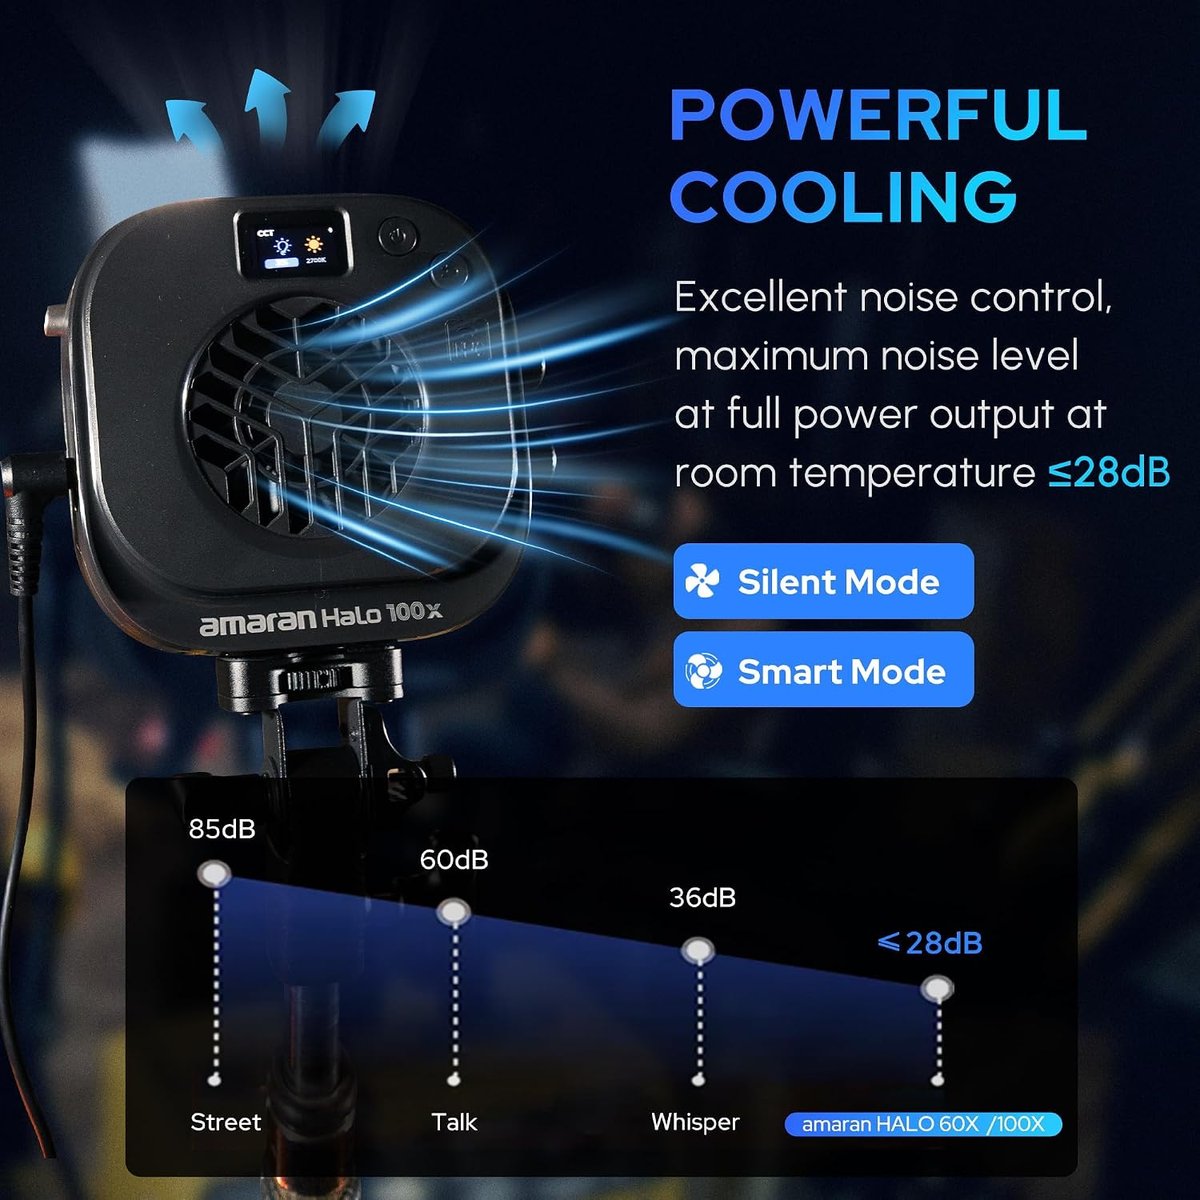 POWERFUL
COOLING
Excellent noise control,
maximum noise level
at full power output at
room temperature ≤28dB
Silent Mode
Smart Mode
CCT
2700K
amaran Halo 100x
85dB
60dB
36dB
≤28dB
Street
Talk
Whisper
amaran HALO 60X /100X